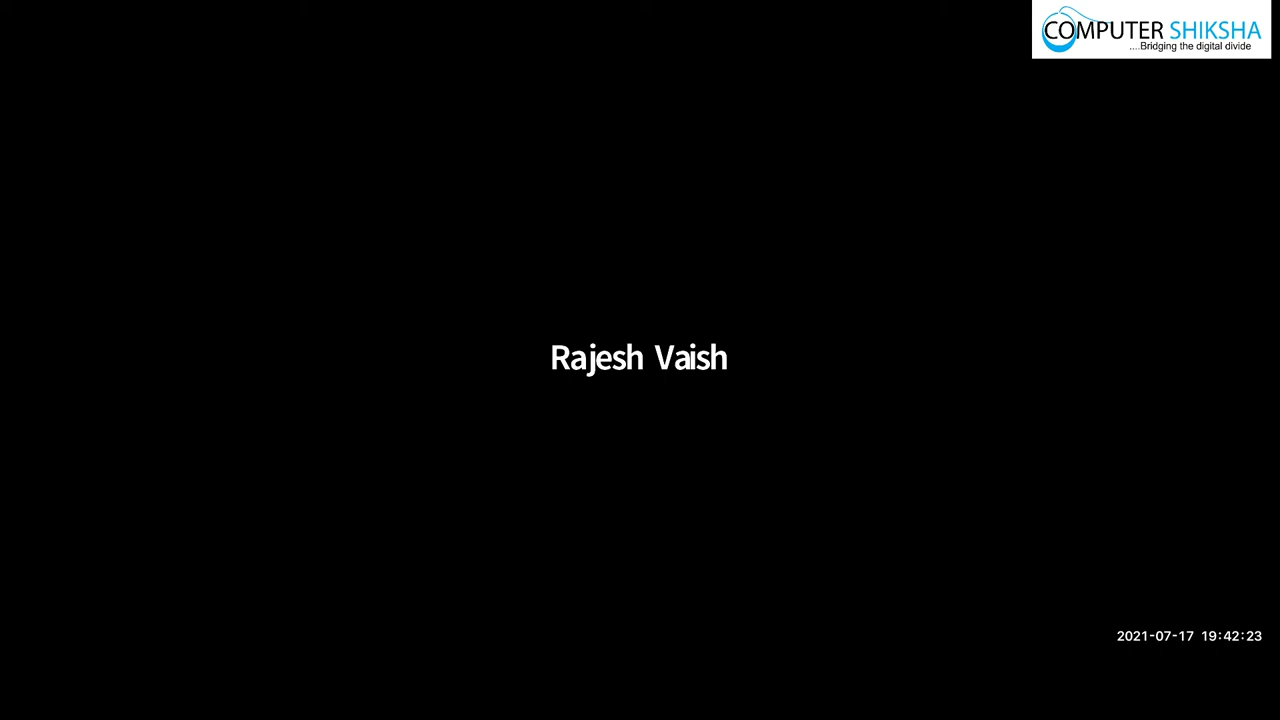 COMPUTER SHIKSHA
....Bridging the digital divide
Rajesh Vaish
2021-07-17 19:42:23